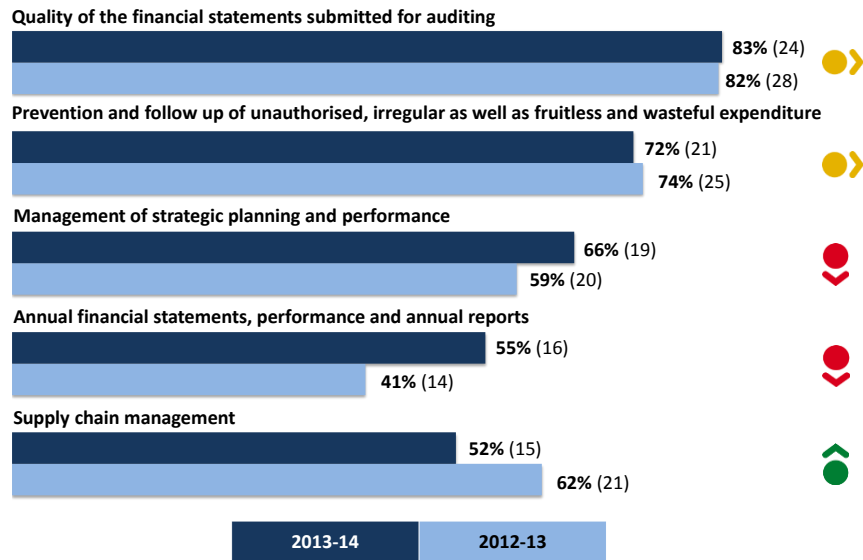 Quality of the financial statements submitted for auditing
83% (24)
82% (28)
Prevention and follow up of unauthorised, irregular as well as fruitless and wasteful expenditure
72% (21)
74% (25)
Management of strategic planning and performance
66% (19)
59% (20)
Annual financial statements, performance and annual reports
55% (16)
41% (14)
Supply chain management
52% (15)
62% (21)
2013-14 2012-13